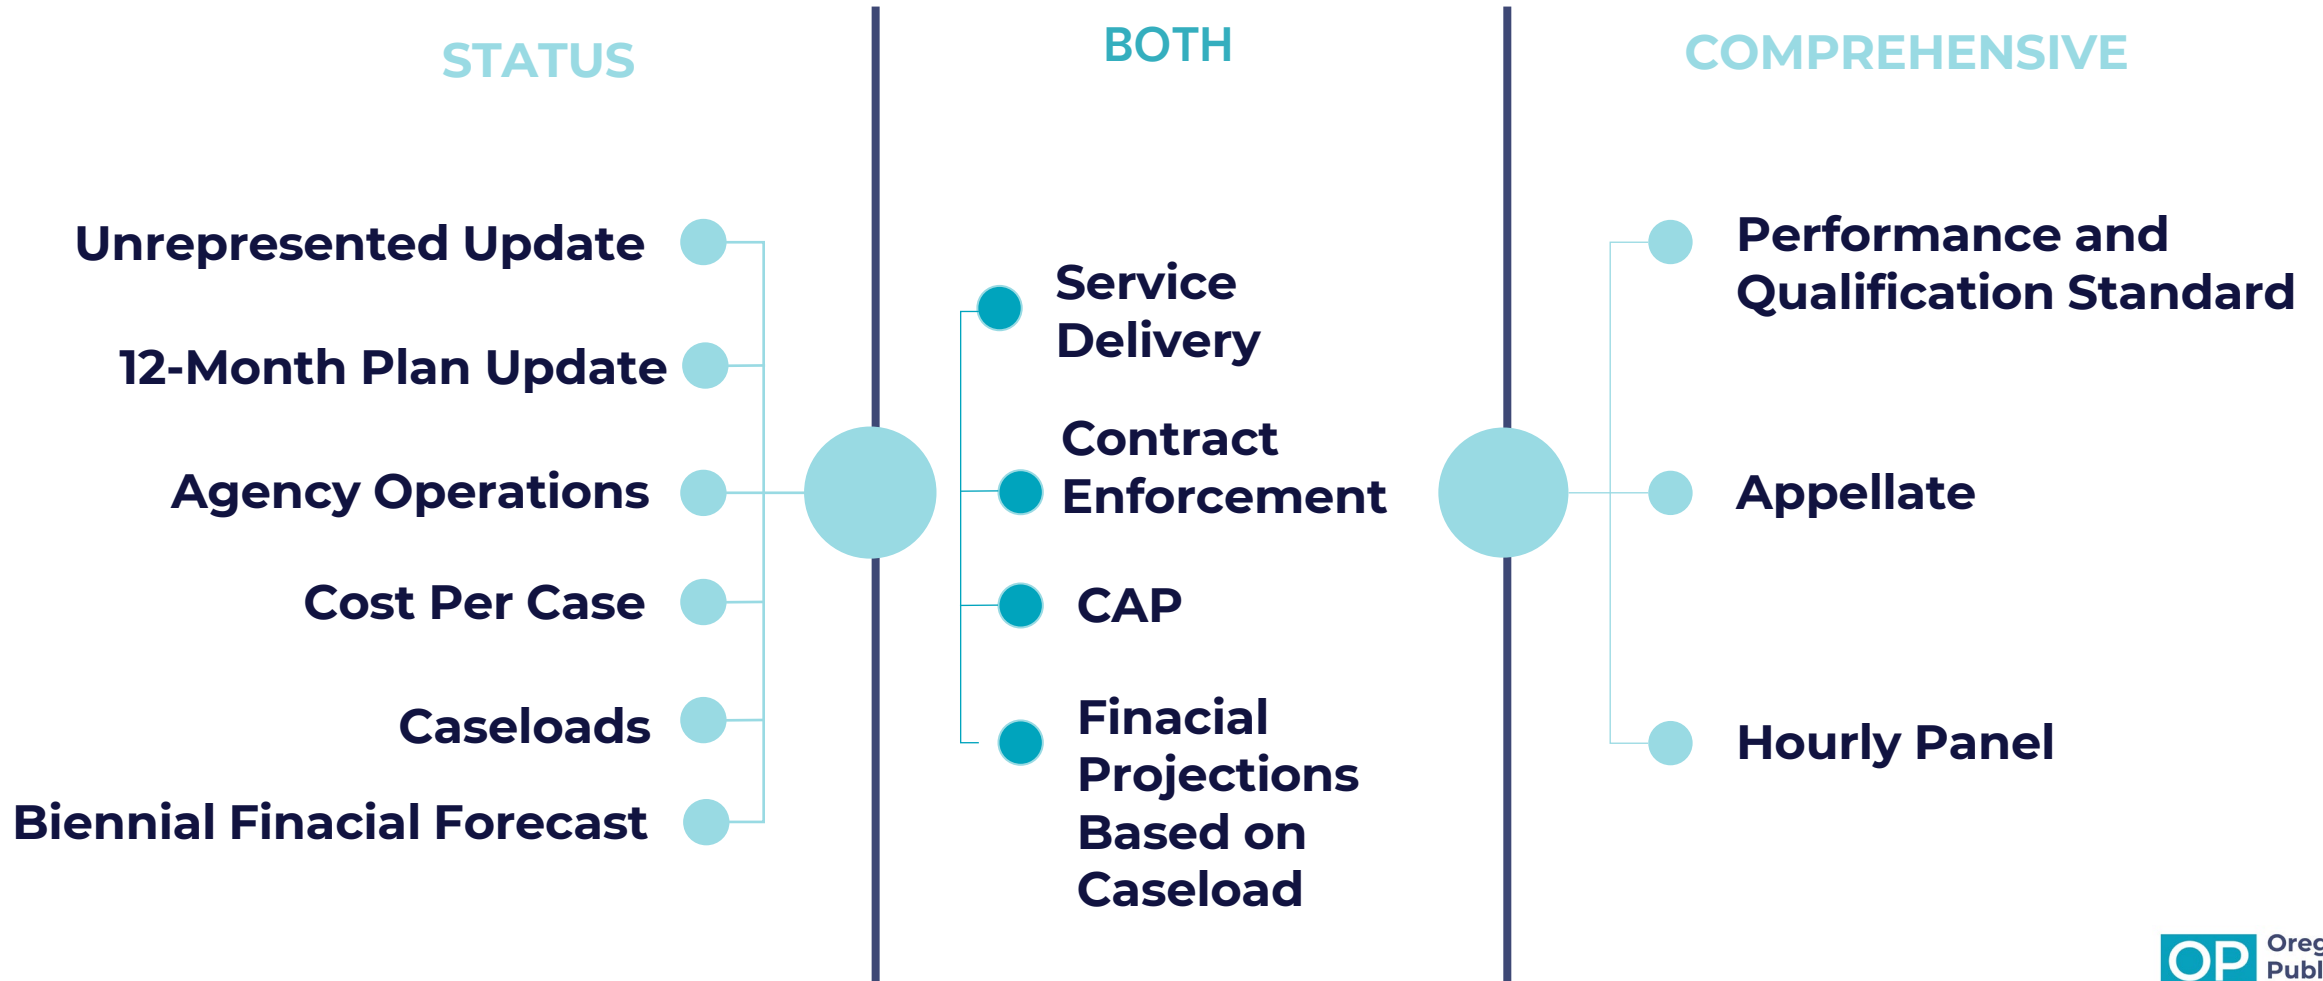 STATUS
Unrepresented Update
12-Month Plan Update
Agency Operations
Cost Per Case
Caseloads
Biennial Finacial Forecast
BOTH
Service
Delivery
Contract
Enforcement
CAP
Finacial
Projections
Based on
Caseload
COMPREHENSIVE
Performance and
Qualification Standard
Appellate
Hourly Panel
OP